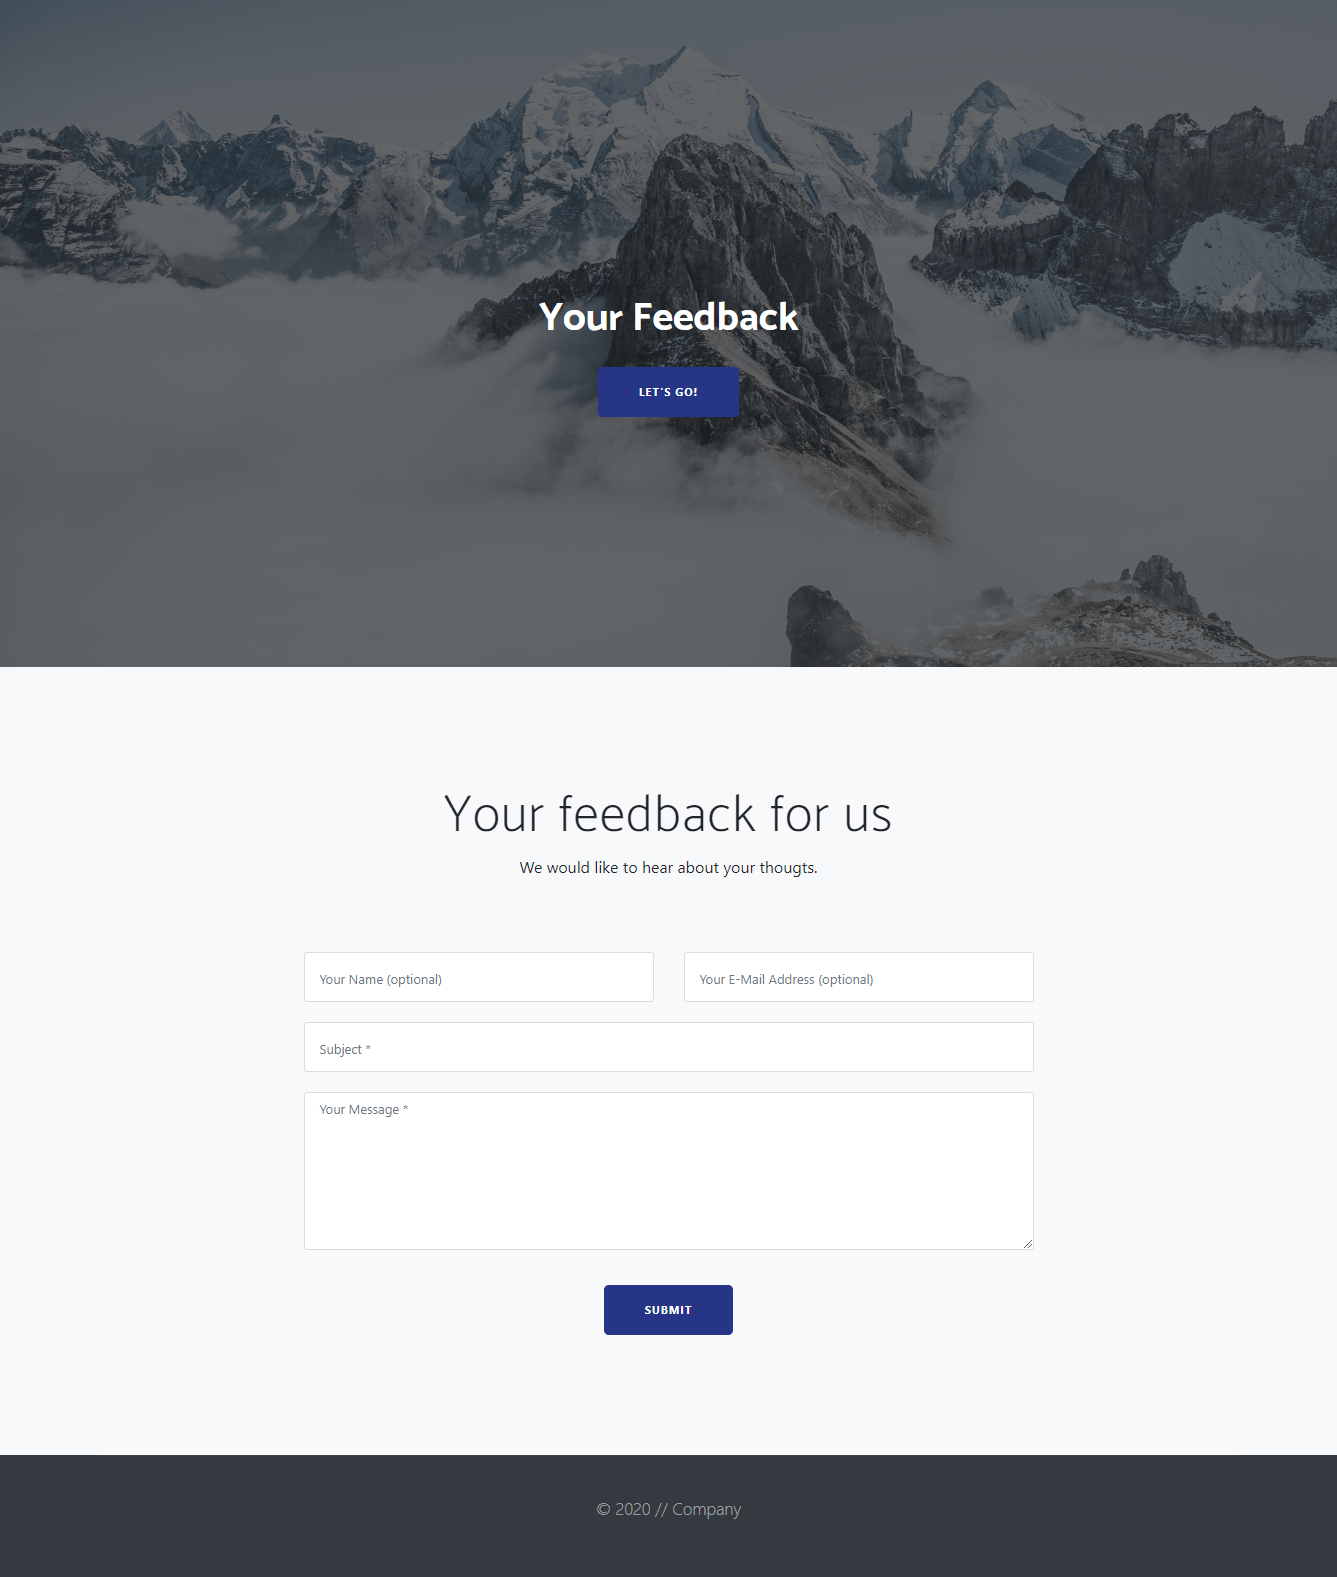 Your Feedback
LET'S GO!
Your feedback for us
We would like to hear about your thougts.
Your Name (optional)
Your E-Mail Address (optional)
Subject *
Your Message *
SUBMIT
© 2020 // Company